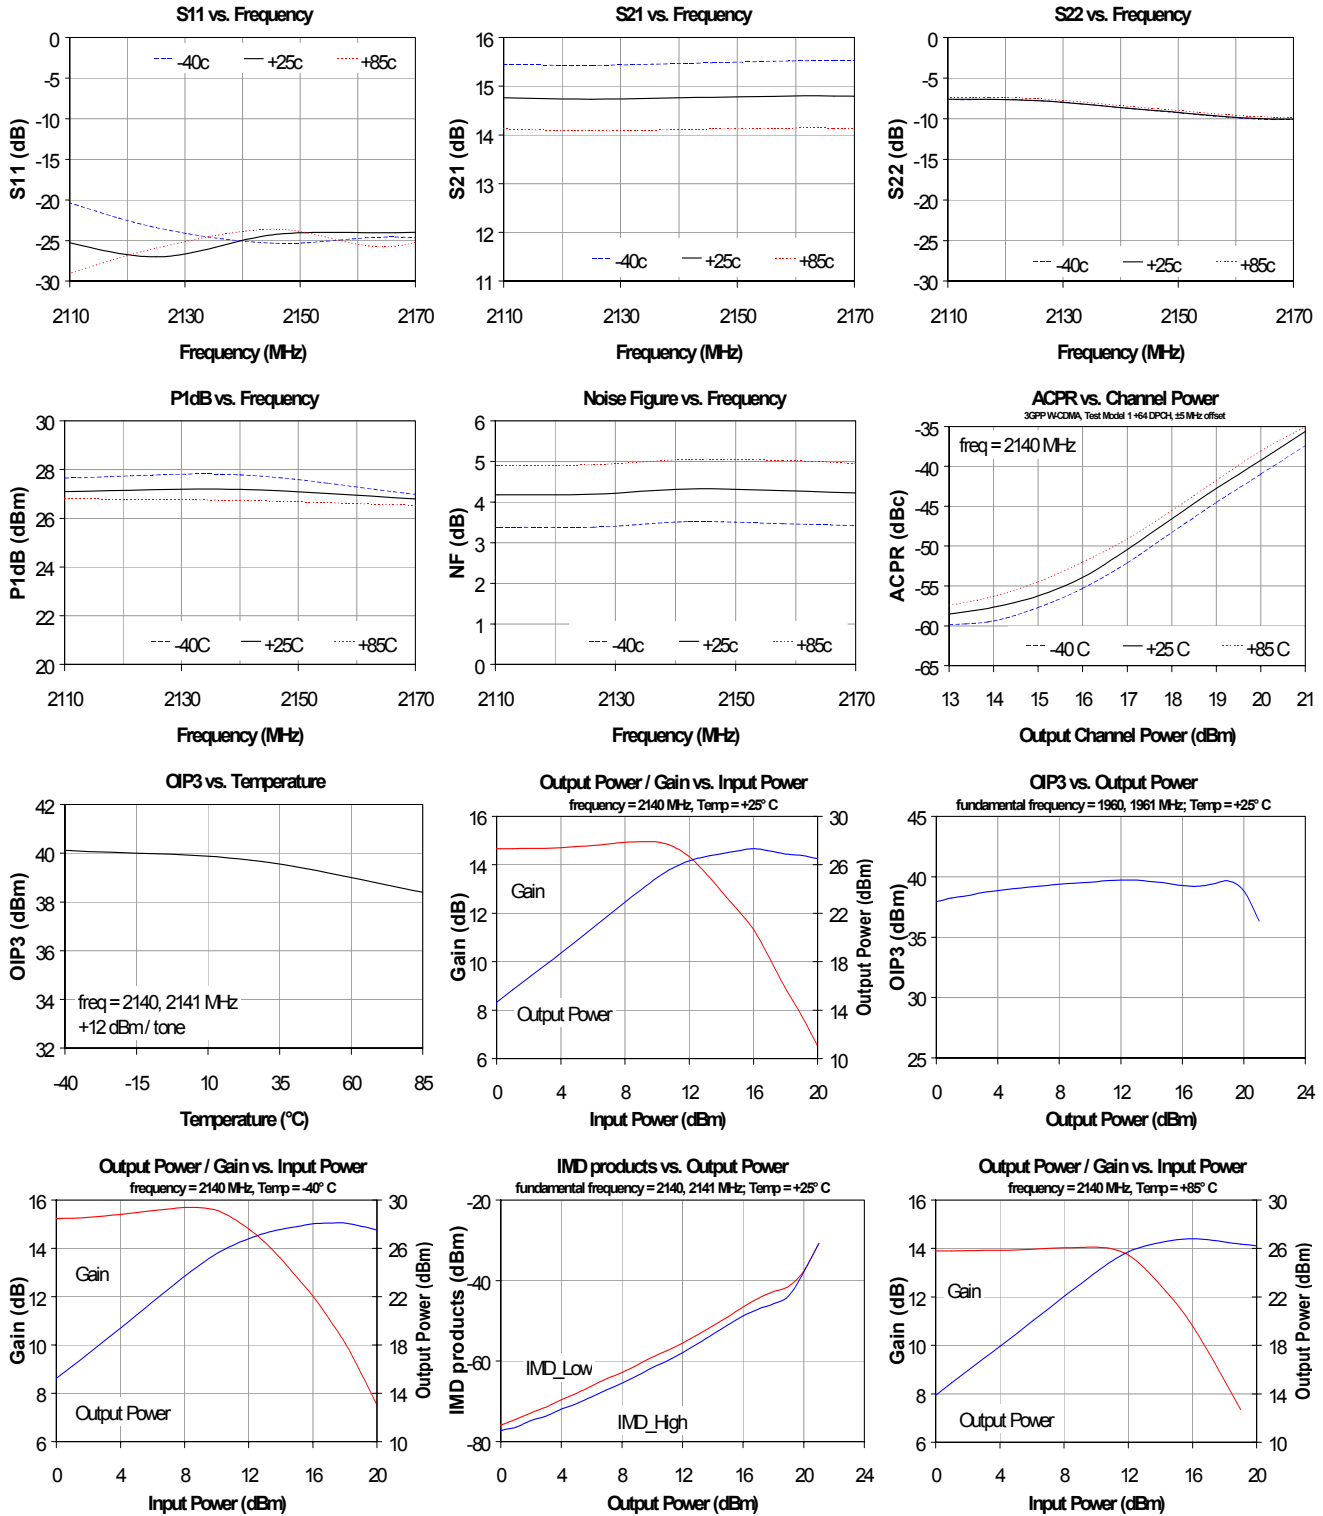 S11 vs. Frequency
0
-5
-10
-15
-20
-25
-30
S11 (dB)
-40c +25c +85c
2110 2130 2150 2170
Frequency (MHz)
S21 vs. Frequency
16
15
14
13
12
11
S21 (dB)
-40c +25c +85c
2110 2130 2150 2170
Frequency (MHz)
S22 vs. Frequency
0
-5
-10
-15
-20
-25
-30
S22 (dB)
-40c +25c +85c
2110 2130 2150 2170
Frequency (MHz)
P1dB vs. Frequency
30
28
26
24
22
20
P1dB (dBm)
-40C +25C +85C
2110 2130 2150 2170
Frequency (MHz)
Noise Figure vs. Frequency
6
5
4
3
2
1
0
NF (dB)
-40c +25c +85c
2110 2130 2150 2170
Frequency (MHz)
ACPR vs. Channel Power
3GPP W-CDMA, Test Model 1 +64 DPCH, ±5 MHz offset
freq = 2140 MHz
-35
-40
-45
-50
-55
-60
-65
ACPR (dBc)
-40 C +25 C +85 C
13 14 15 16 17 18 19 20 21
Output Channel Power (dBm)
OIP3 vs. Temperature
42
40
38
36
34
32
OIP3 (dBm)
freq = 2140, 2141 MHz
+12 dBm / tone
-40 -15 10 35 60 85
Temperature (°C)
Output Power / Gain vs. Input Power
frequency = 2140 MHz, Temp = +25° C
16
14
12
10
8
6
Gain (dB)
Gain
Output Power
30
26
22
18
14
10
Output Power (dBm)
0 4 8 12 16 20
Input Power (dBm)
OIP3 vs. Output Power
fundamental frequency = 1960, 1961 MHz; Temp = +25° C
45
40
35
30
25
OIP3 (dBm)
0 4 8 12 16 20 24
Output Power (dBm)
Output Power / Gain vs. Input Power
frequency = 2140 MHz, Temp = -40° C
16
14
12
10
8
6
Gain (dB)
Gain
Output Power
30
26
22
18
14
10
Output Power (dBm)
0 4 8 12 16 20
Input Power (dBm)
IMD products vs. Output Power
fundamental frequency = 2140, 2141 MHz; Temp = +25° C
-20
-40
-60
-80
IMD products (dBm)
IMD_Low
IMD_High
0 4 8 12 16 20 24
Output Power (dBm)
Output Power / Gain vs. Input Power
frequency = 2140 MHz, Temp = +85° C
16
14
12
10
8
6
Gain (dB)
Gain
Output Power
30
26
22
18
14
10
Output Power (dBm)
0 4 8 12 16 20
Input Power (dBm)